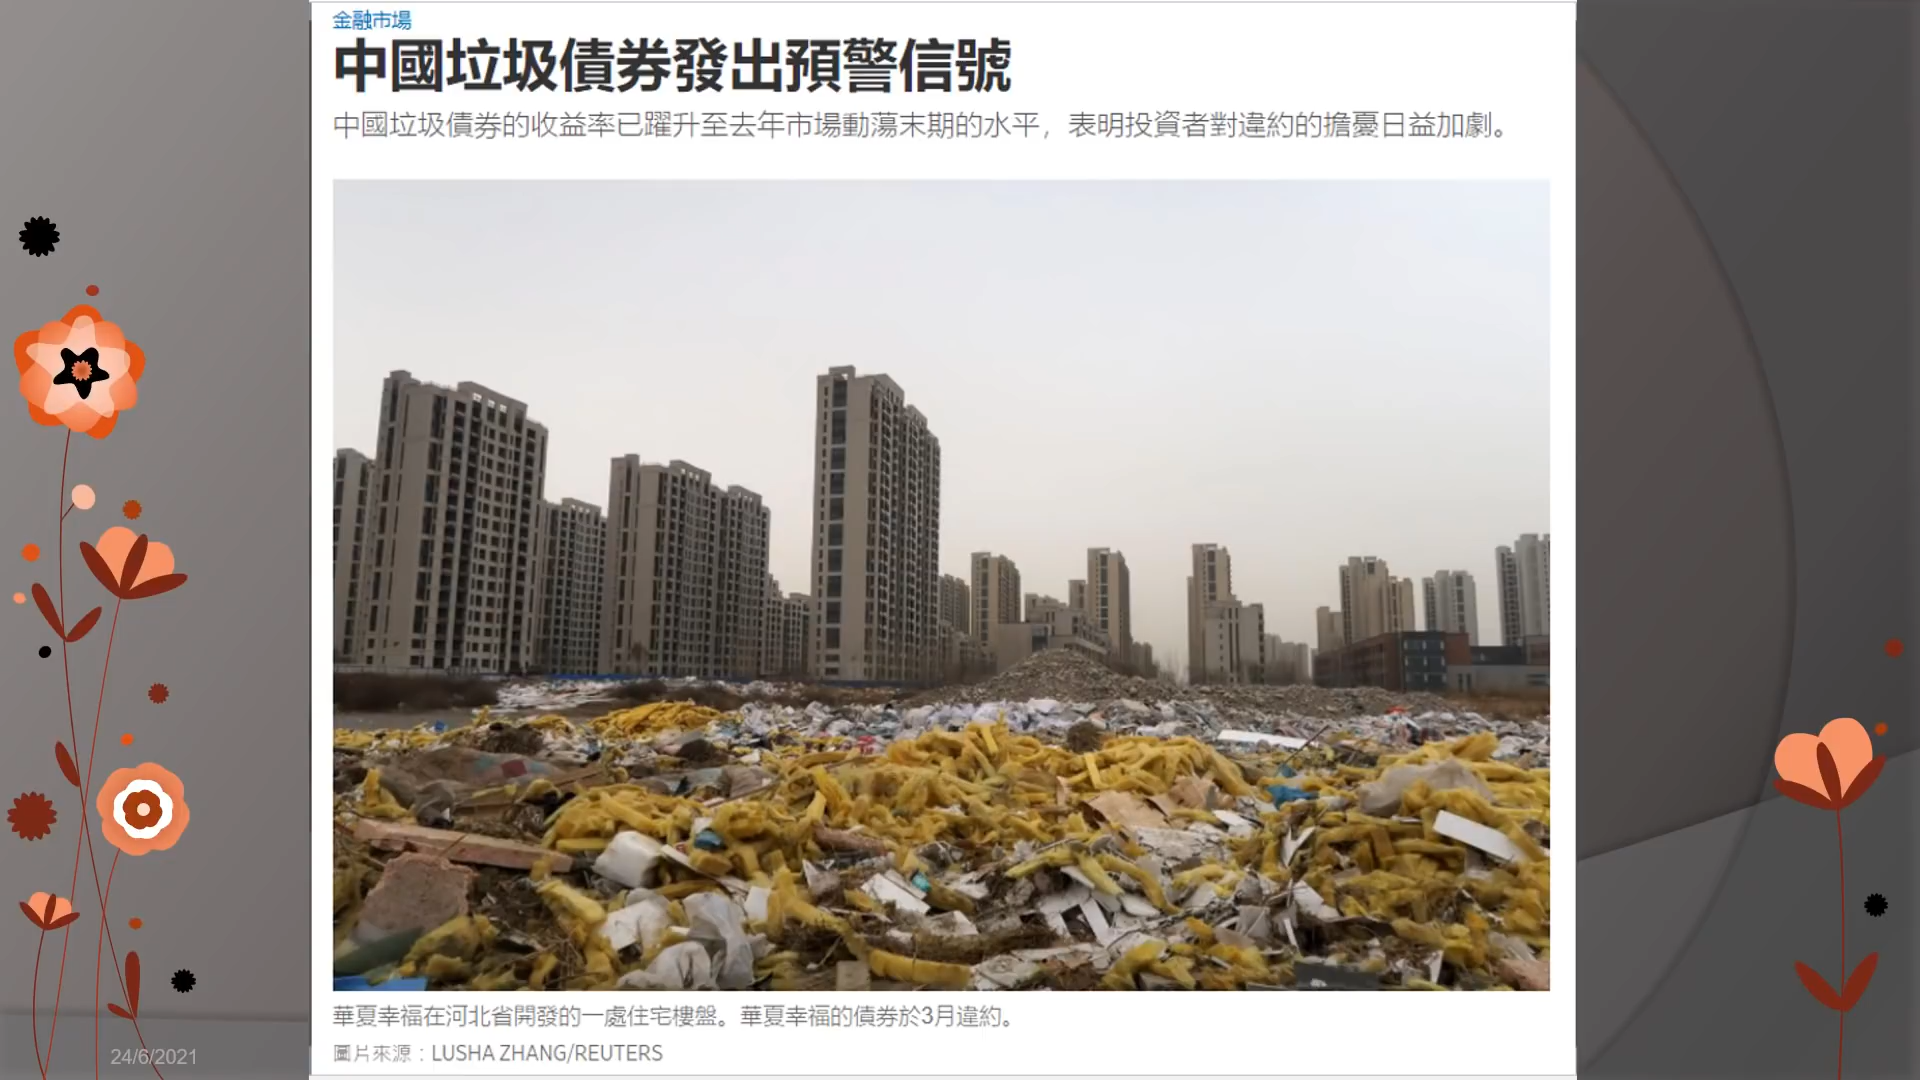 金融市場
中國垃圾債券發出預警信號
中國垃圾債券的收益率已躍升至去年市場動蕩末期的水平，表明投資者對違約的擔憂日益加劇。
華夏幸福在河北省開發的一處住宅樓盤。華夏幸福的債券於3月違約。
圖片來源：LUSHA ZHANG/REUTERS
24/6/2021